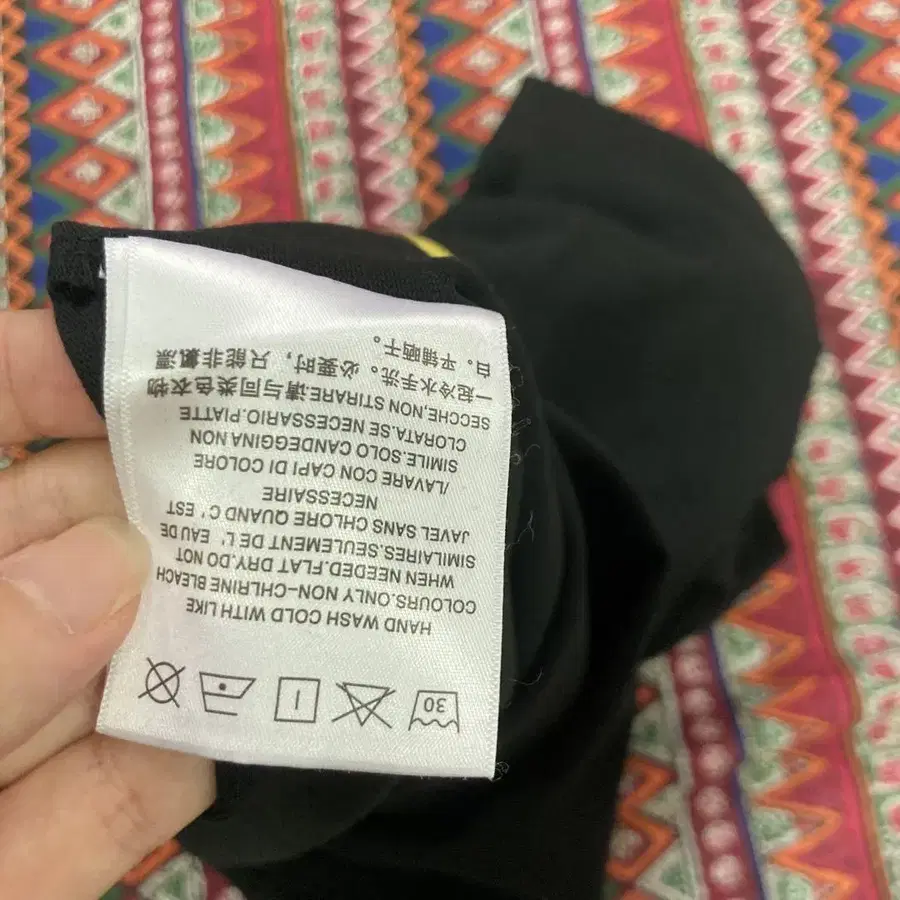 30
HAND WASH COLD WITH LIKE
COLOURS.ONLY NON-CHLRINE BLEACH
WHEN NEEDED.FLAT DRY.DO NOT
SIMILAIRES.SEULEMENT DE L' EAU DE
JAVEL SANS CHLORE QUAND C' EST
NECESSAIRE
/LAVARE CON CAPI DI COLORE
SIMILE.SOLO CANDEGGINA NON
CLORATA.SE NECESSARIO.PIATTE
SECCHE.NON STIRARE.请与同类色衣物
一起冷水手洗。必要时，只能非氯漂
白。平铺晒干。